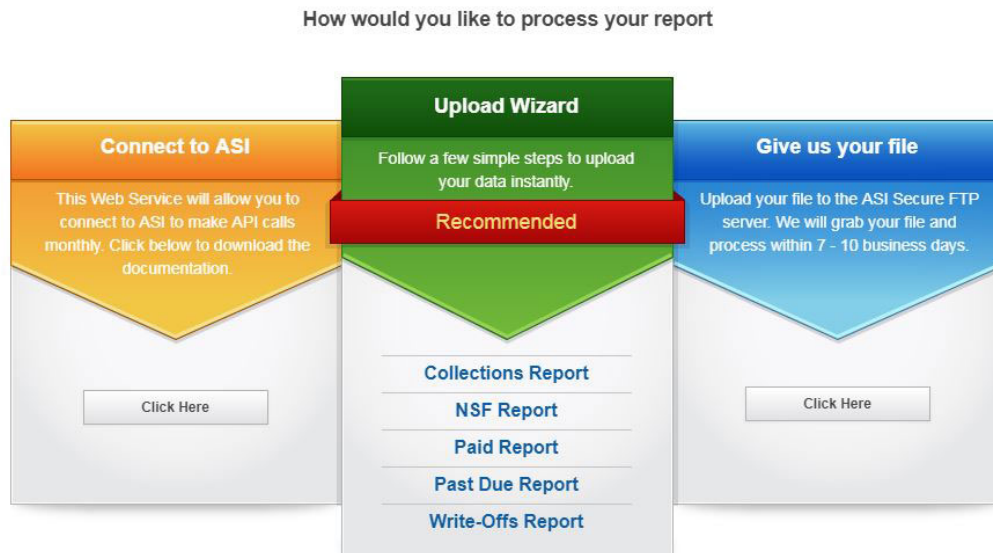 How would you like to process your report
Connect to ASI
This Web Service will allow you to
connect to ASI to make API calls
monthly. Click below to download the
documentation.
Click Here
Upload Wizard
Follow a few simple steps to upload
your data instantly.
Recommended
Collections Report
NSF Report
Paid Report
Past Due Report
Write-Offs Report
Give us your file
Upload your file to the ASI Secure FTP
server. We will grab your file and
process within 7 - 10 business days.
Click Here